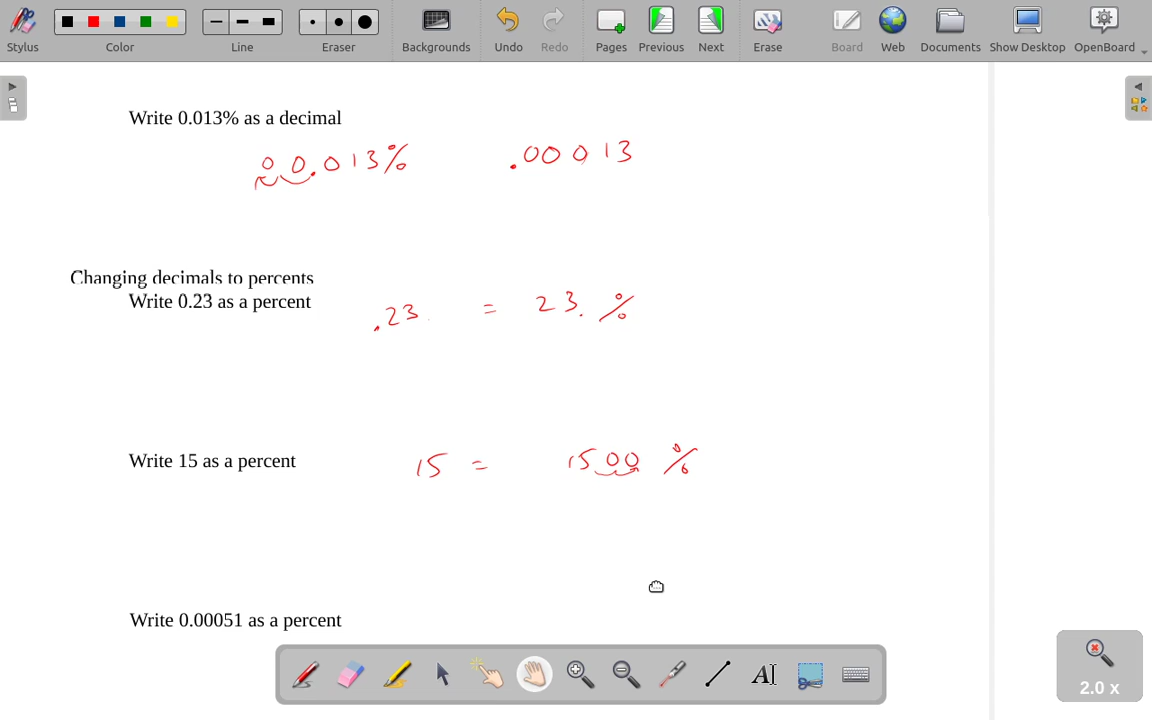 Stylus Color Line Eraser Backgrounds Undo Redo Pages Previous Next Erase Board Web Documents Show Desktop OpenBoard
Write 0.013% as a decimal
00.013% .00013
Changing decimals to percents
Write 0.23 as a percent .23 = 23. %
Write 15 as a percent 15 = 1500 %
Write 0.00051 as a percent
AI
2.0 x